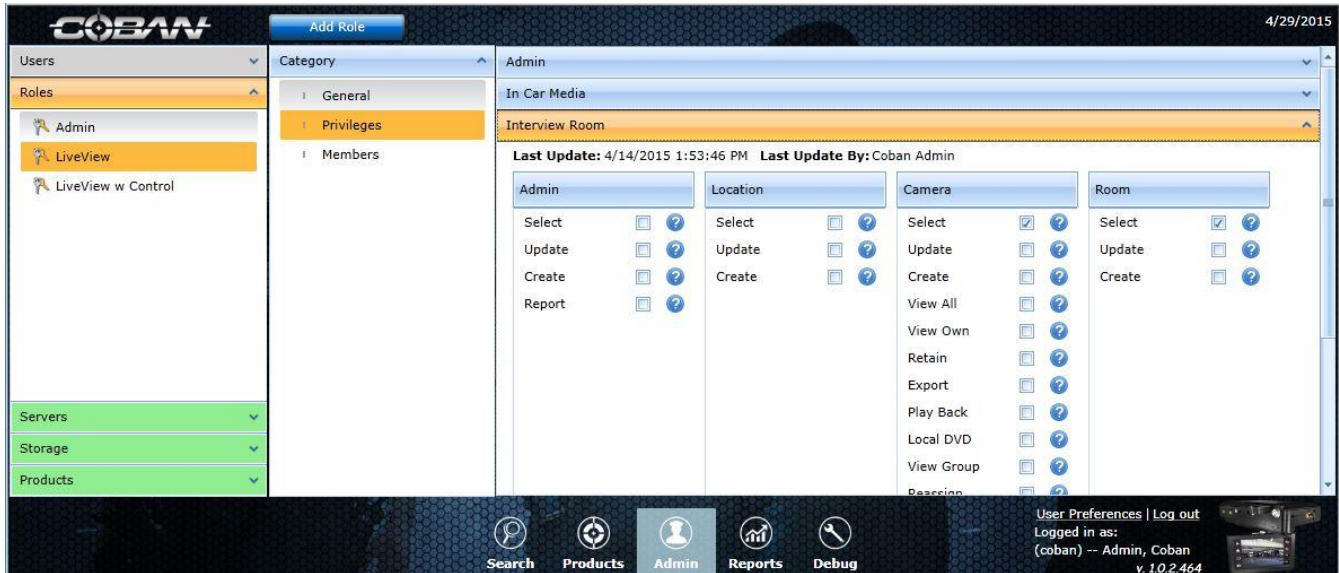 COBAN
Add Role
4/29/2015
Users
Roles
Admin
LiveView
LiveView w Control
Servers
Storage
Products
Category
General
Privileges
Members
Admin
In Car Media
Interview Room
Last Update: 4/14/2015 1:53:46 PM Last Update By: Coban Admin
Admin
Select
Update
Create
Report
Location
Select
Update
Create
Camera
Select
Update
Create
View All
View Own
Retain
Export
Play Back
Local DVD
View Group
Reassign
Room
Select
Update
Create
Search
Products
Admin
Reports
Debug
User Preferences | Log out
Logged in as:
(coban) -- Admin, Coban
v. 1.0.2.464